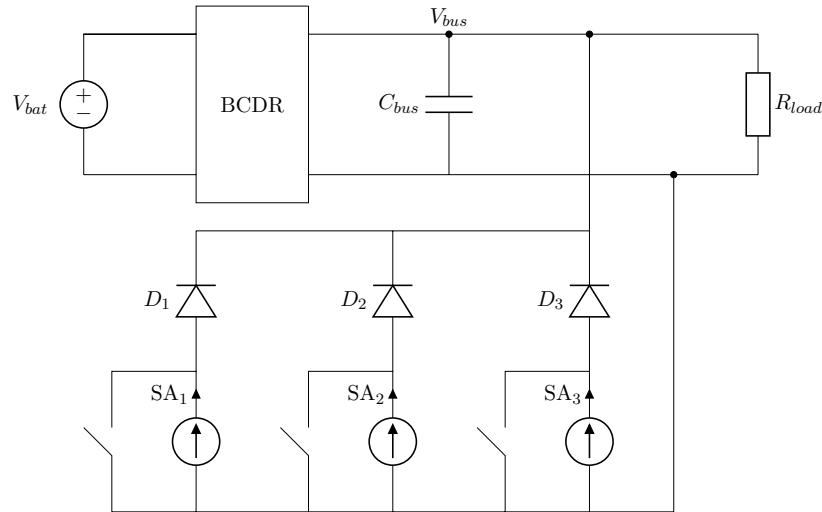 V_bus
V_bat
+
−
BCDR
C_bus
R_load
D_1
D_2
D_3
SA_1
SA_2
SA_3